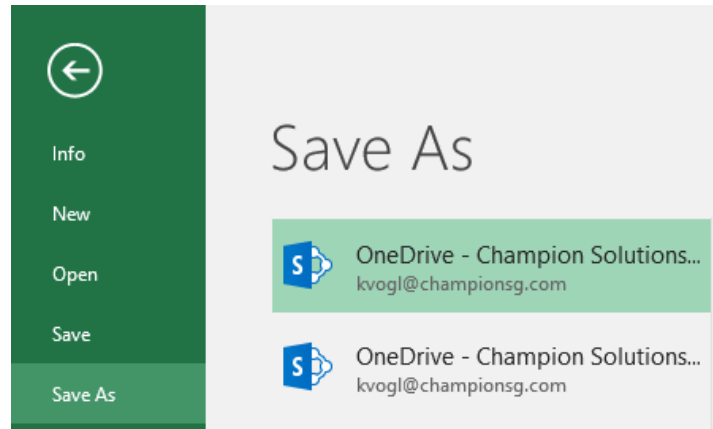 Info
New
Open
Save
Save As
Save As
S
OneDrive - Champion Solutions...
kvogl@championsg.com
S
OneDrive - Champion Solutions...
kvogl@championsg.com